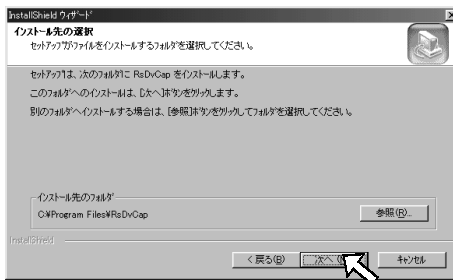 InstallShield ウィザード
インストール先の選択
セットアップがファイルをインストールするフォルダを選択してください。
セットアップは、次のフォルダに RsDvCap をインストールします。
このフォルダへのインストールは、[次へ]ボタンをクリックします。
別のフォルダへインストールする場合は、[参照]ボタンをクリックしてフォルダを選択してください。
インストール先のフォルダ
C:¥Program Files¥RsDvCap
参照(R)...
InstallShield
< 戻る(B)
次へ
キャンセル